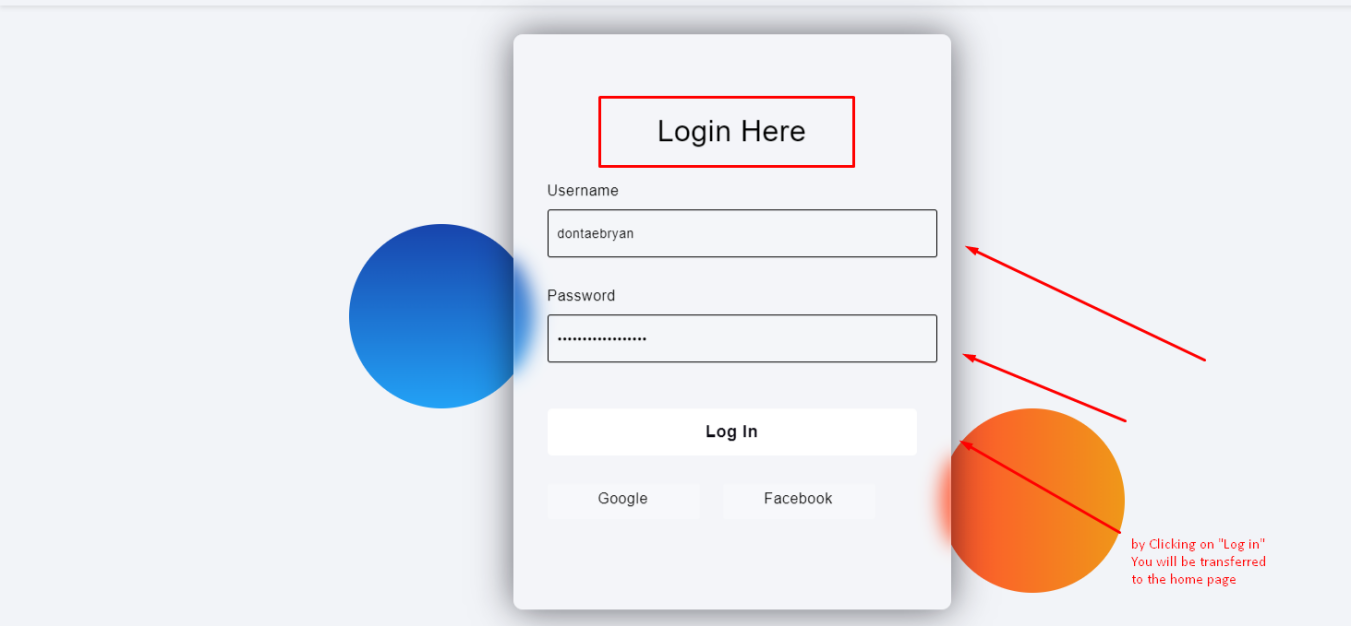 Login Here
Username
dontaebryan
Password
••••••••••••••••••
Log In
Google Facebook
by Clicking on "Log in"
You will be transferred
to the home page